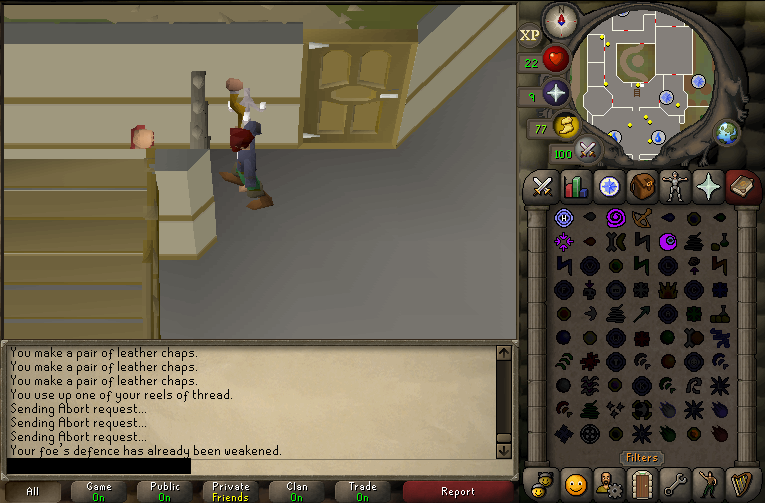 N
XP
22
9
77
100
H
You make a pair of leather chaps.
You make a pair of leather chaps.
You make a pair of leather chaps.
You use up one of your reels of thread.
Sending Abort request...
Sending Abort request...
Sending Abort request...
Your foe's defence has already been weakened.
Filters
All
Game
On
Public
On
Private
Friends
Clan
On
Trade
On
Report